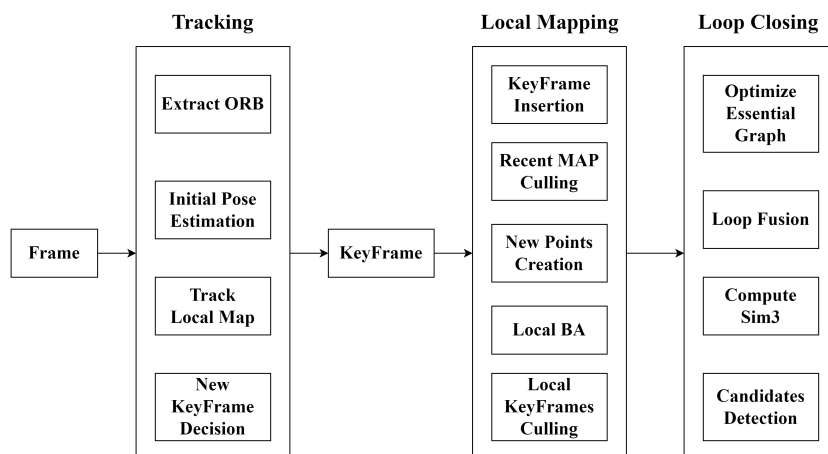 Tracking
Extract ORB
Initial Pose
Estimation
Track
Local Map
New
KeyFrame
Decision
Frame
KeyFrame
Local Mapping
KeyFrame
Insertion
Recent MAP
Culling
New Points
Creation
Local BA
Local
KeyFrames
Culling
Loop Closing
Optimize
Essential
Graph
Loop Fusion
Compute
Sim3
Candidates
Detection